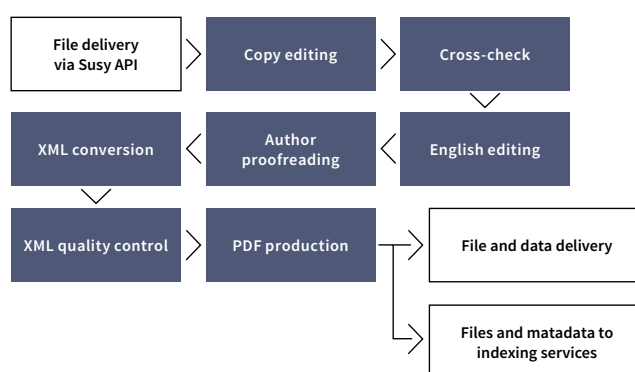 File delivery
via Susy API
Copy editing
Cross-check
English editing
Author
proofreading
XML conversion
XML quality control
PDF production
File and data delivery
Files and matadata to
indexing services